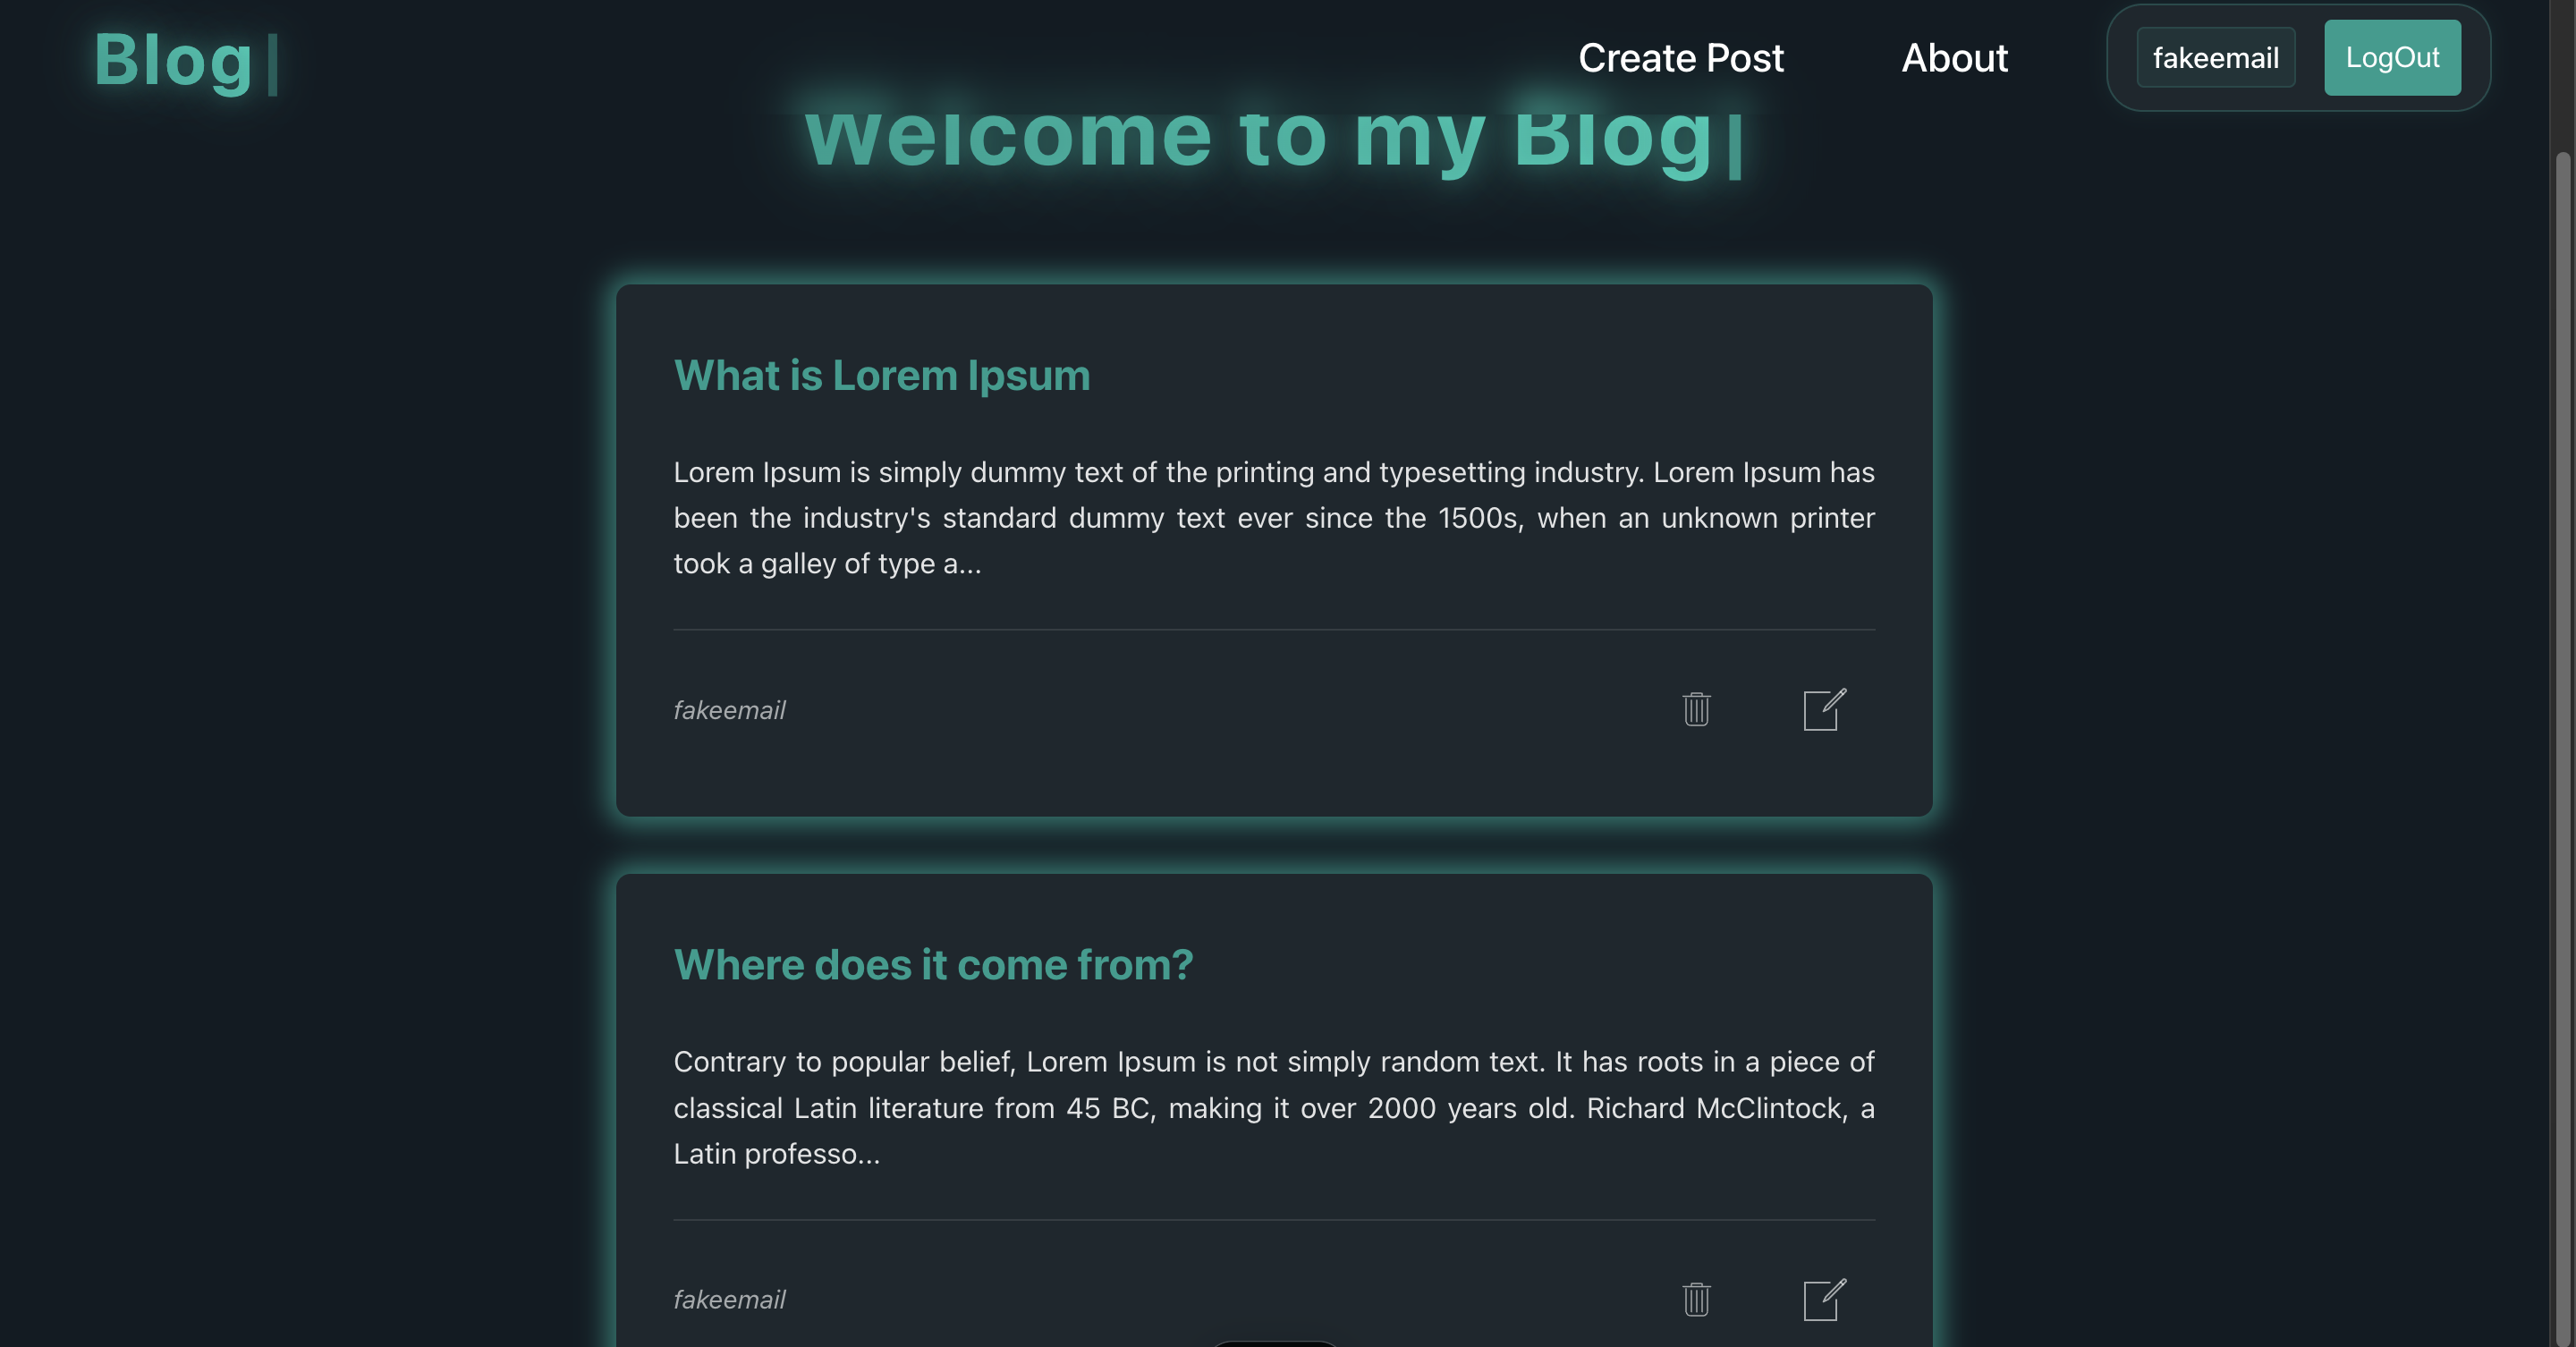 Blog|
Create Post
About
fakeemail
LogOut
Welcome to my Blog|
What is Lorem Ipsum
Lorem Ipsum is simply dummy text of the printing and typesetting industry. Lorem Ipsum has
been the industry's standard dummy text ever since the 1500s, when an unknown printer
took a galley of type a...
fakeemail
Where does it come from?
Contrary to popular belief, Lorem Ipsum is not simply random text. It has roots in a piece of
classical Latin literature from 45 BC, making it over 2000 years old. Richard McClintock, a
Latin professo...
fakeemail